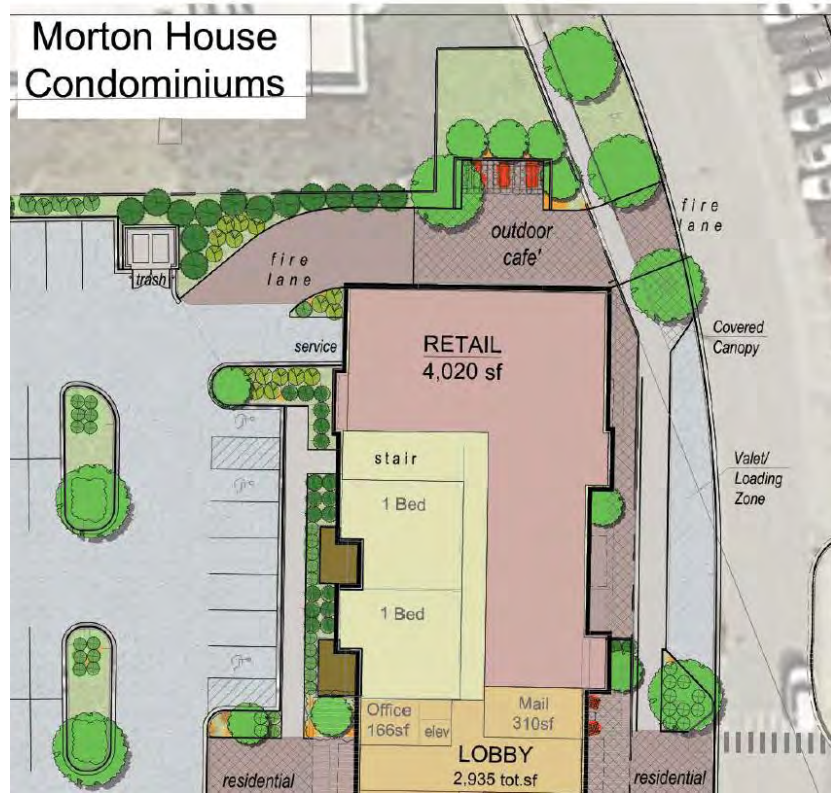 Morton House
Condominiums
fire
lane
outdoor
cafe'
fire
lane
trash
service
RETAIL
4,020 sf
Covered
Canopy
stair
Valet/
Loading
Zone
1 Bed
1 Bed
Office
166sf
elev
Mail
310sf
LOBBY
2,935 tot.sf
residential
residential